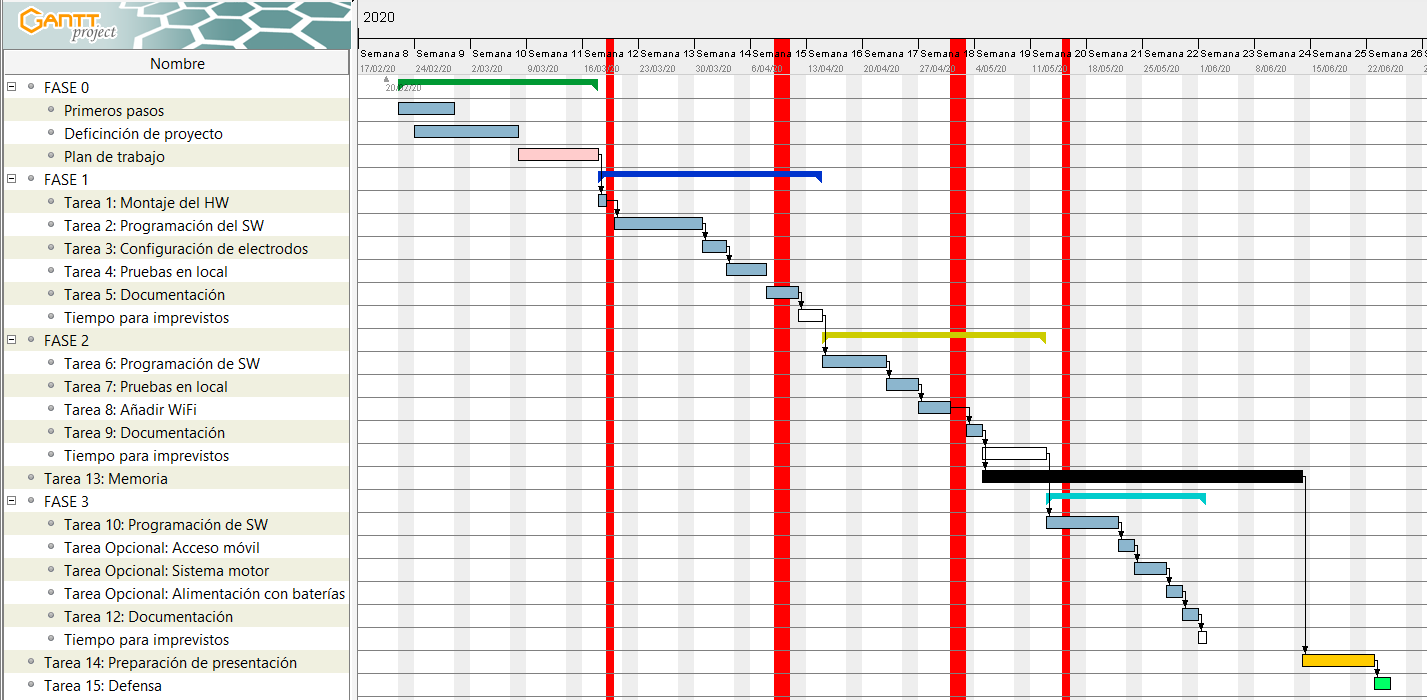 GANTT
project
2020
Semana 8 Semana 9 Semana 10 Semana 11 Semana 12 Semana 13 Semana 14 Semana 15 Semana 16 Semana 17 Semana 18 Semana 19 Semana 20 Semana 21 Semana 22 Semana 23 Semana 24 Semana 25 Semana 26
17/02/20 24/02/20 2/03/20 9/03/20 16/03/20 23/03/20 30/03/20 6/04/20 13/04/20 20/04/20 27/04/20 4/05/20 11/05/20 18/05/20 25/05/20 1/06/20 8/06/20 15/06/20 22/06/20
Nombre
20/02/20
FASE 0
Primeros pasos
Deficinción de proyecto
Plan de trabajo
FASE 1
Tarea 1: Montaje del HW
Tarea 2: Programación del SW
Tarea 3: Configuración de electrodos
Tarea 4: Pruebas en local
Tarea 5: Documentación
Tiempo para imprevistos
FASE 2
Tarea 6: Programación de SW
Tarea 7: Pruebas en local
Tarea 8: Añadir WiFi
Tarea 9: Documentación
Tiempo para imprevistos
Tarea 13: Memoria
FASE 3
Tarea 10: Programación de SW
Tarea Opcional: Acceso móvil
Tarea Opcional: Sistema motor
Tarea Opcional: Alimentación con baterías
Tarea 12: Documentación
Tiempo para imprevistos
Tarea 14: Preparación de presentación
Tarea 15: Defensa